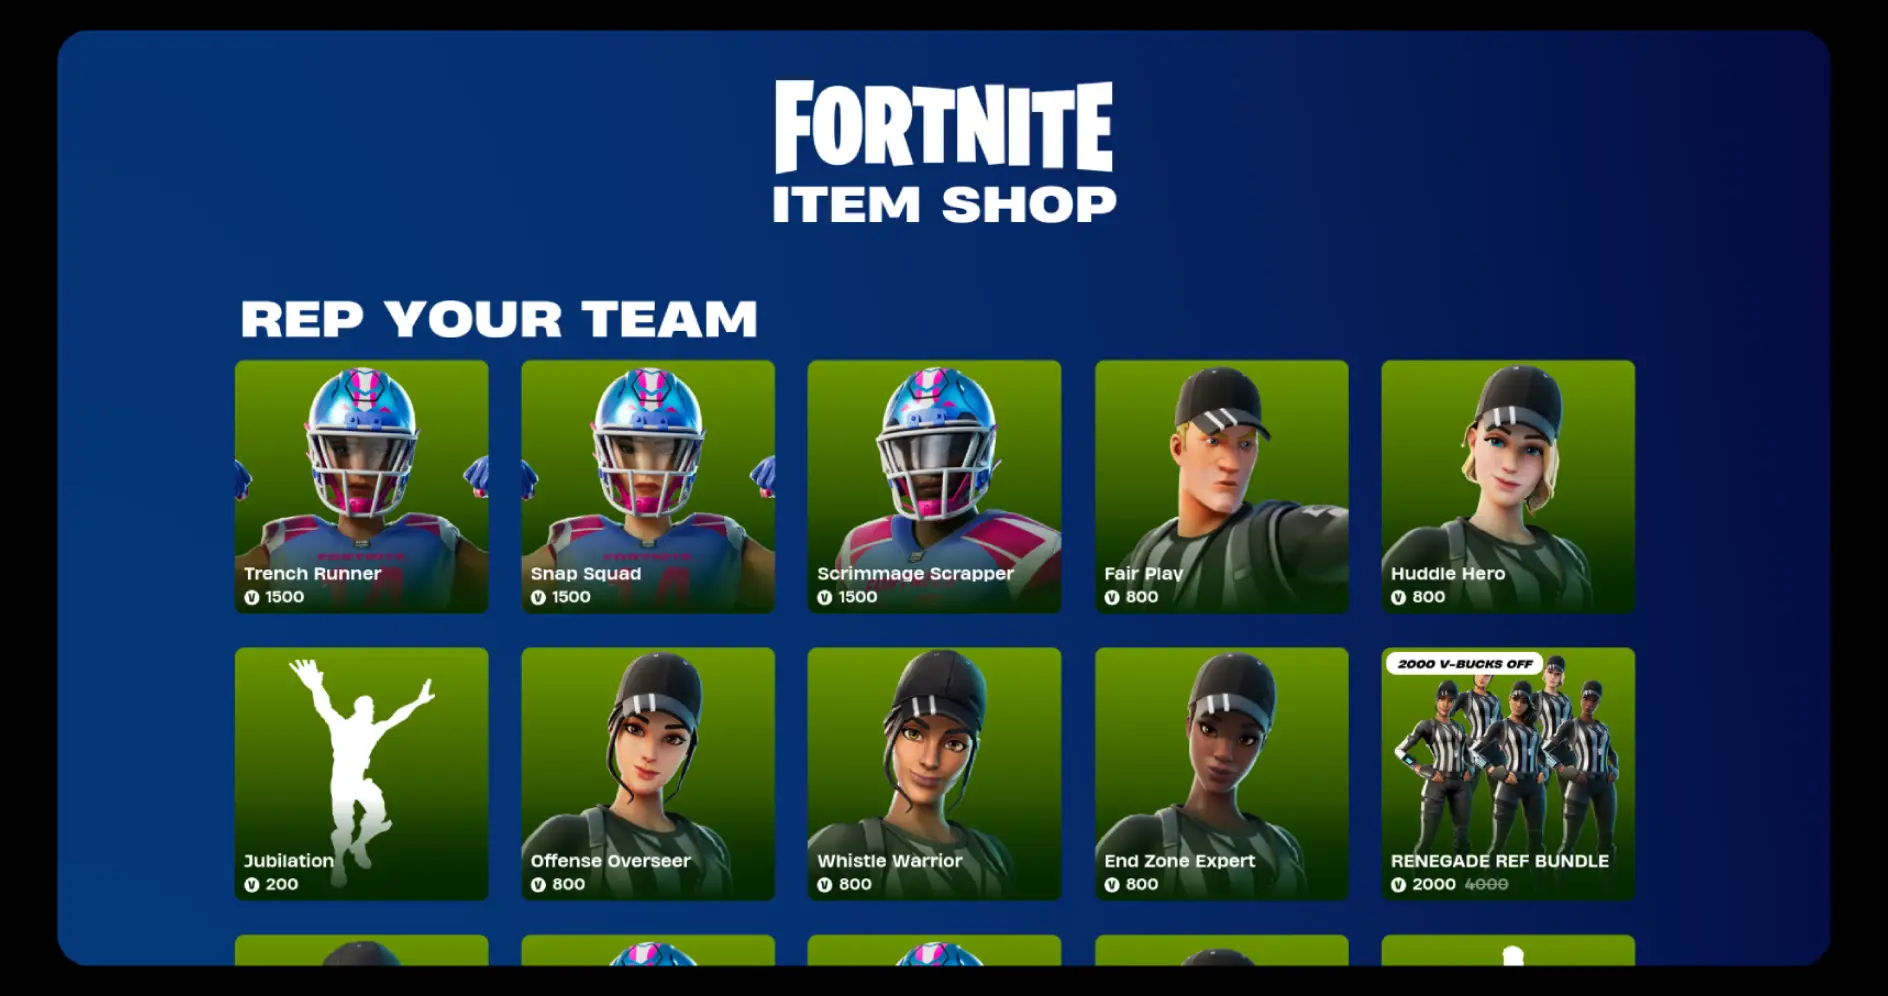 FORTNITE
ITEM SHOP
REP YOUR TEAM
Trench Runner
1500
Snap Squad
1500
Scrimmage Scrapper
1500
Fair Play
800
Huddle Hero
800
Jubilation
200
Offense Overseer
800
Whistle Warrior
800
End Zone Expert
800
2000 V-BUCKS OFF
RENEGADE REF BUNDLE
2000 4000